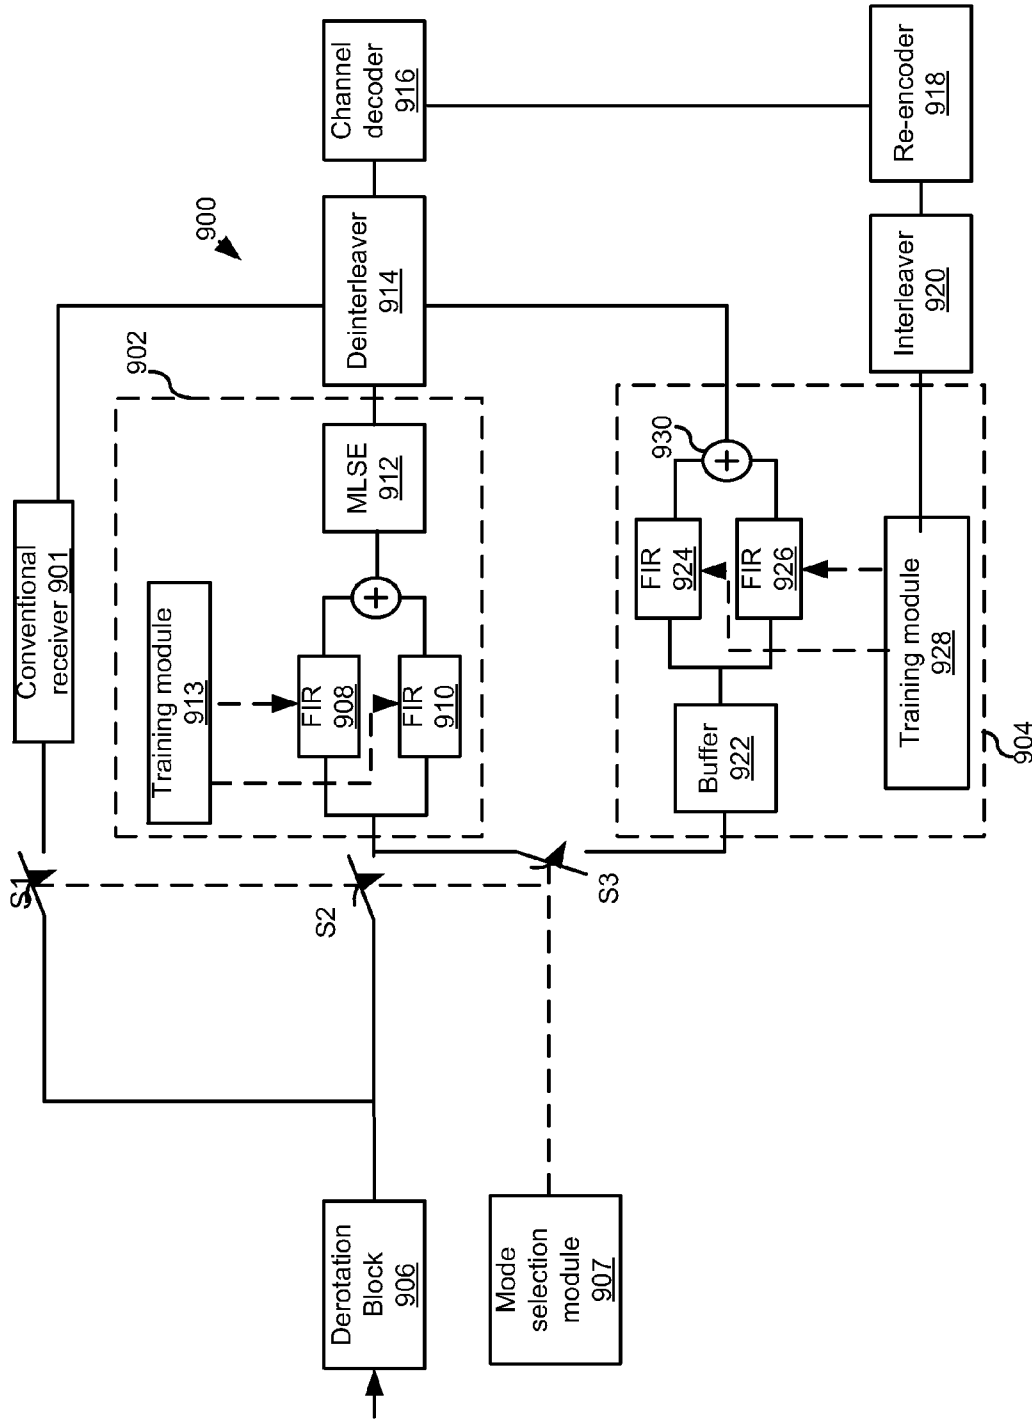 900
Conventional
receiver 901
902
Training module
913
FIR
908
FIR
910
+
MLSE
912
Deinterleaver
914
Channel
decoder
916
S1
S2
S3
Derotation
Block
906
Mode
selection
module
907
Buffer
922
FIR
924
FIR
926
+
930
Training module
928
904
Interleaver
920
Re-encoder
918